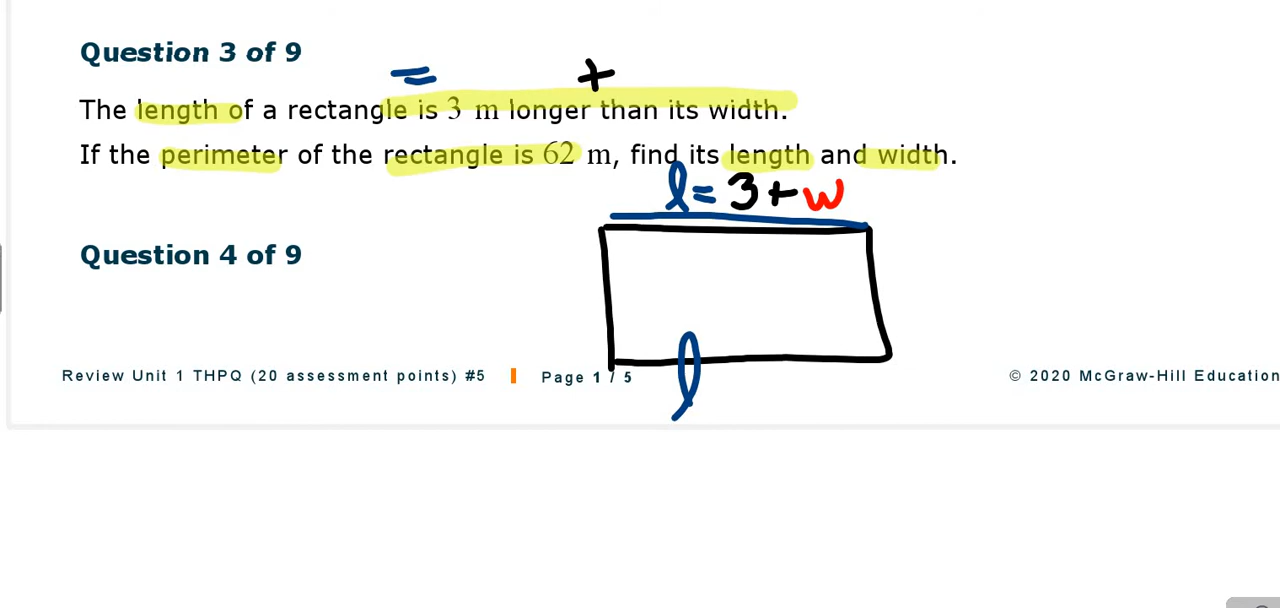 Question 3 of 9
= +
The length of a rectangle is 3 m longer than its width.
If the perimeter of the rectangle is 62 m, find its length and width.
l = 3 + w
Question 4 of 9
l
Review Unit 1 THPQ (20 assessment points) #5 Page 1 / 5 © 2020 McGraw-Hill Education